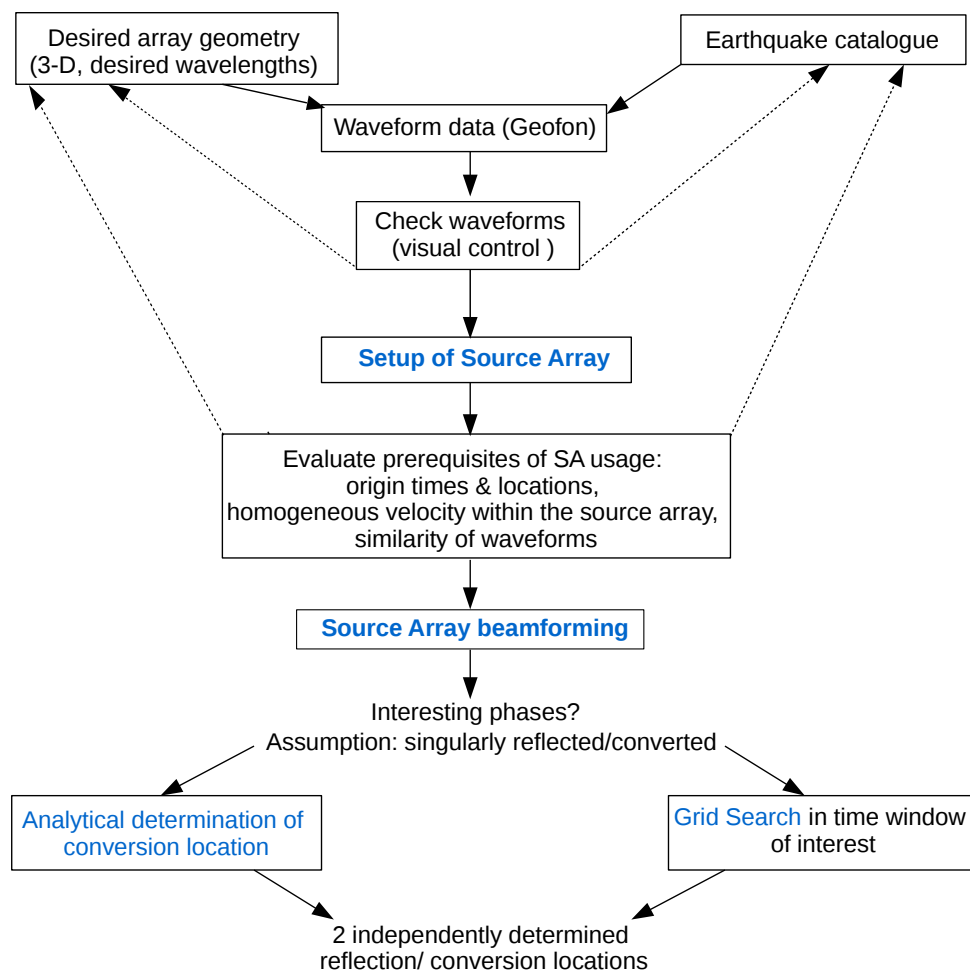 Desired array geometry
(3-D, desired wavelengths)
Earthquake catalogue
Waveform data (Geofon)
Check waveforms
(visual control )
Setup of Source Array
Evaluate prerequisites of SA usage:
origin times & locations,
homogeneous velocity within the source array,
similarity of waveforms
Source Array beamforming
Interesting phases?
Assumption: singularly reflected/converted
Analytical determination of
conversion location
Grid Search in time window
of interest
2 independently determined
reflection/ conversion locations